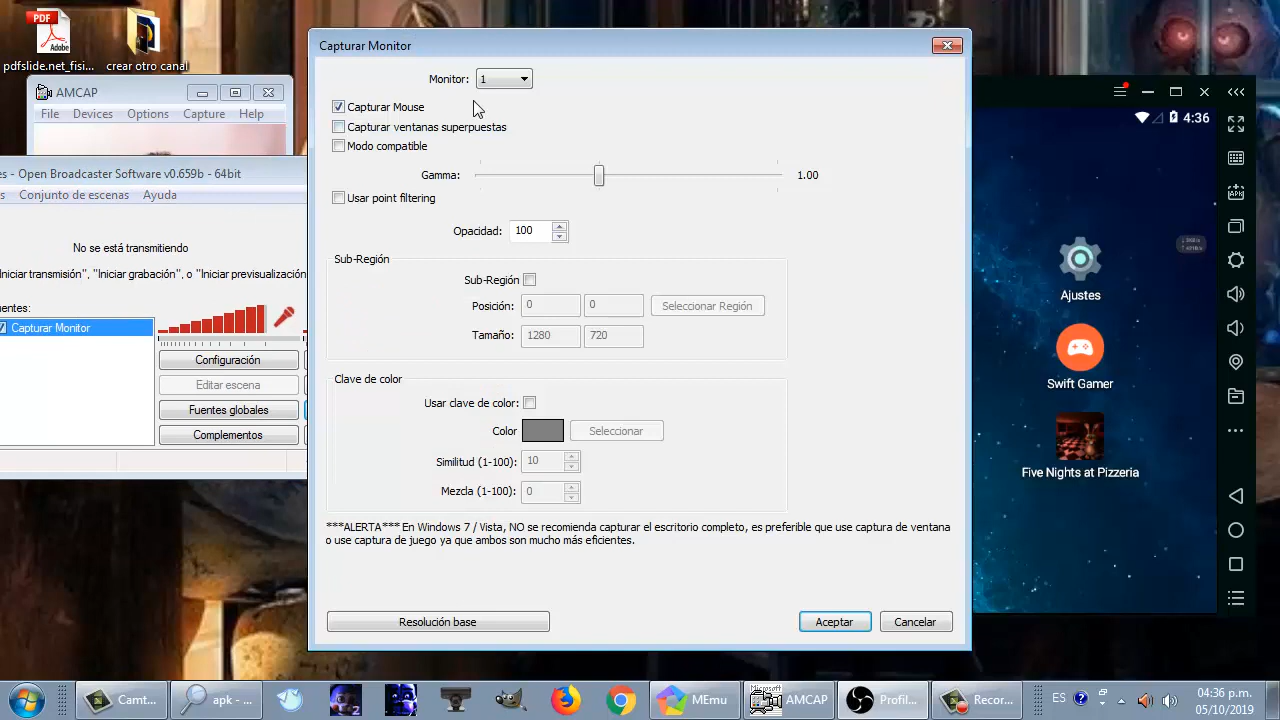 PDF
Adobe
pdfslide.net_fisi...
crear otro canal
AMCAP
File Devices Options Capture Help
es - Open Broadcaster Software v0.659b - 64bit
s Conjunto de escenas Ayuda
No se está transmitiendo
Iniciar transmisión", "Iniciar grabación", o "Iniciar previsualización
uentes:
Capturar Monitor
Configuración
Editar escena
Fuentes globales
Complementos
Capturar Monitor
Monitor: 1
Capturar Mouse
Capturar ventanas superpuestas
Modo compatible
Gamma: 1.00
Usar point filtering
Opacidad: 100
Sub-Región
Sub-Región
Posición: 0 0 Seleccionar Región
Tamaño: 1280 720
Clave de color
Usar clave de color:
Color Seleccionar
Similitud (1-100): 10
Mezcla (1-100): 0
***ALERTA*** En Windows 7 / Vista, NO se recomienda capturar el escritorio completo, es preferible que use captura de ventana
o use captura de juego ya que ambos son mucho más eficientes.
Resolución base Aceptar Cancelar
4:36
APK
Ajustes
Swift Gamer
Five Nights at Pizzeria
Camt... apk - ... 2 MEmu Microsoft AMCAP Profil... Recor... ES 04:36 p.m.
05/10/2019